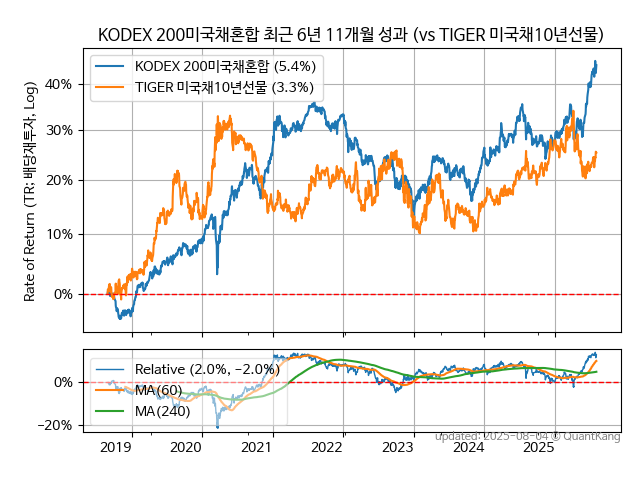 KODEX 200미국채혼합 최근 6년 11개월 성과 (vs TIGER 미국채10년선물)
KODEX 200미국채혼합 (5.4%)
TIGER 미국채10년선물 (3.3%)
Rate of Return (TR: 배당재투자, Log)
40%
30%
20%
10%
0%
Relative (2.0%, −2.0%)
MA(60)
MA(240)
0%
−20%
2019 2020 2021 2022 2023 2024 2025
updated: 2025-08-04 © QuantKang